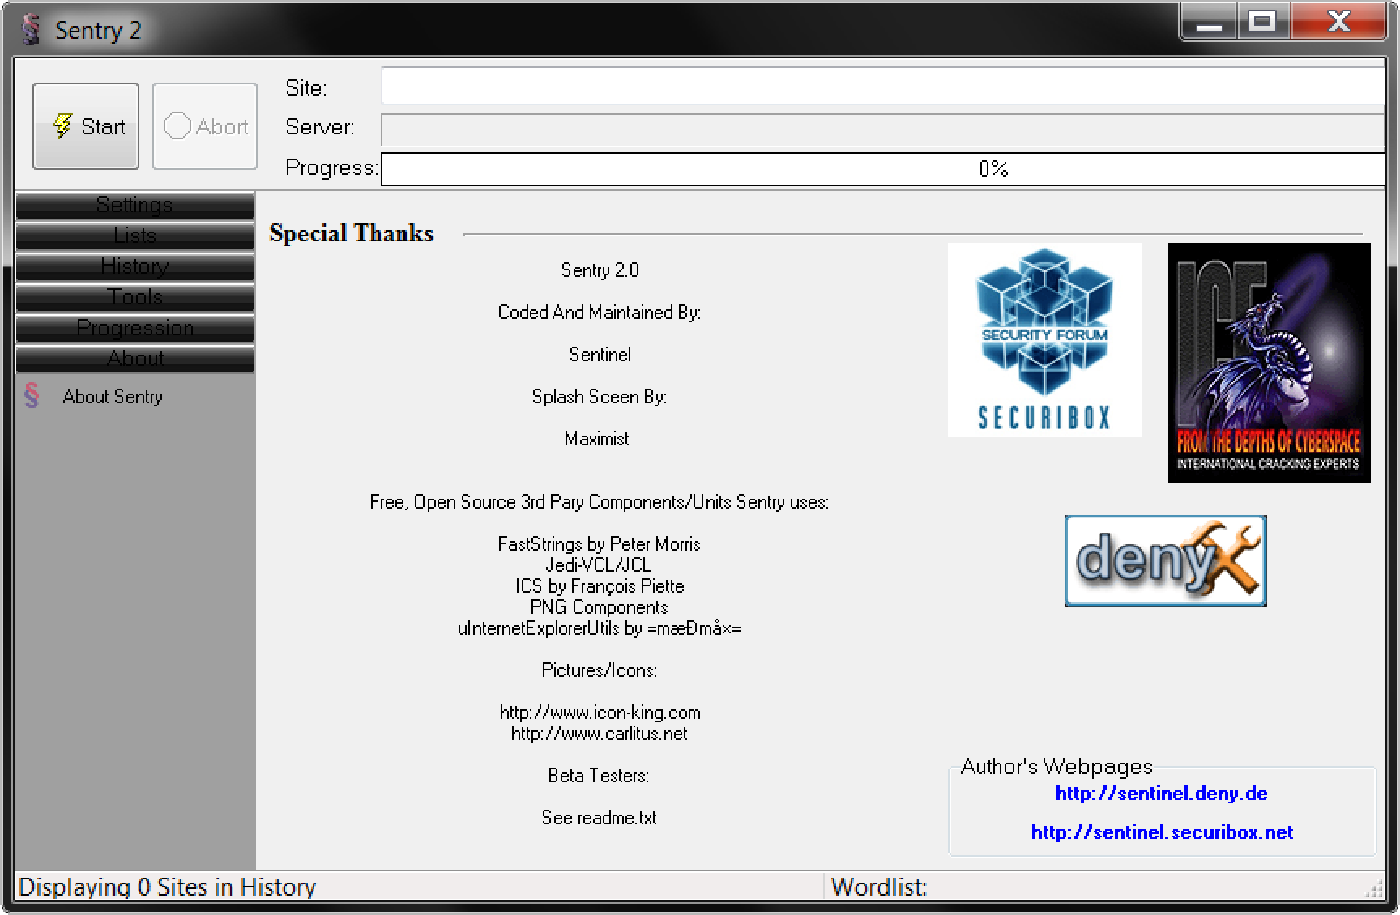 Sentry 2
Start
Abort
Site:
Server:
Progress:
0%
Settings
Lists
History
Tools
Progression
About
About Sentry
Special Thanks
Sentry 2.0
Coded And Maintained By:
Sentinel
Splash Sceen By:
Maximist
Free, Open Source 3rd Pary Components/Units Sentry uses:
FastStrings by Peter Morris
Jedi-VCL/JCL
ICS by François Piette
PNG Components
uInternetExplorerUtils by =mæÐmå×=
Pictures/Icons:
http://www.icon-king.com
http://www.carlitus.net
Beta Testers:
See readme.txt
SECURITY FORUM
SECURIBOX
ICE
FROM THE DEPTHS OF CYBERSPACE
INTERNATIONAL CRACKING EXPERTS
deny
Author's Webpages
http://sentinel.deny.de
http://sentinel.securibox.net
Displaying 0 Sites in History
Wordlist: